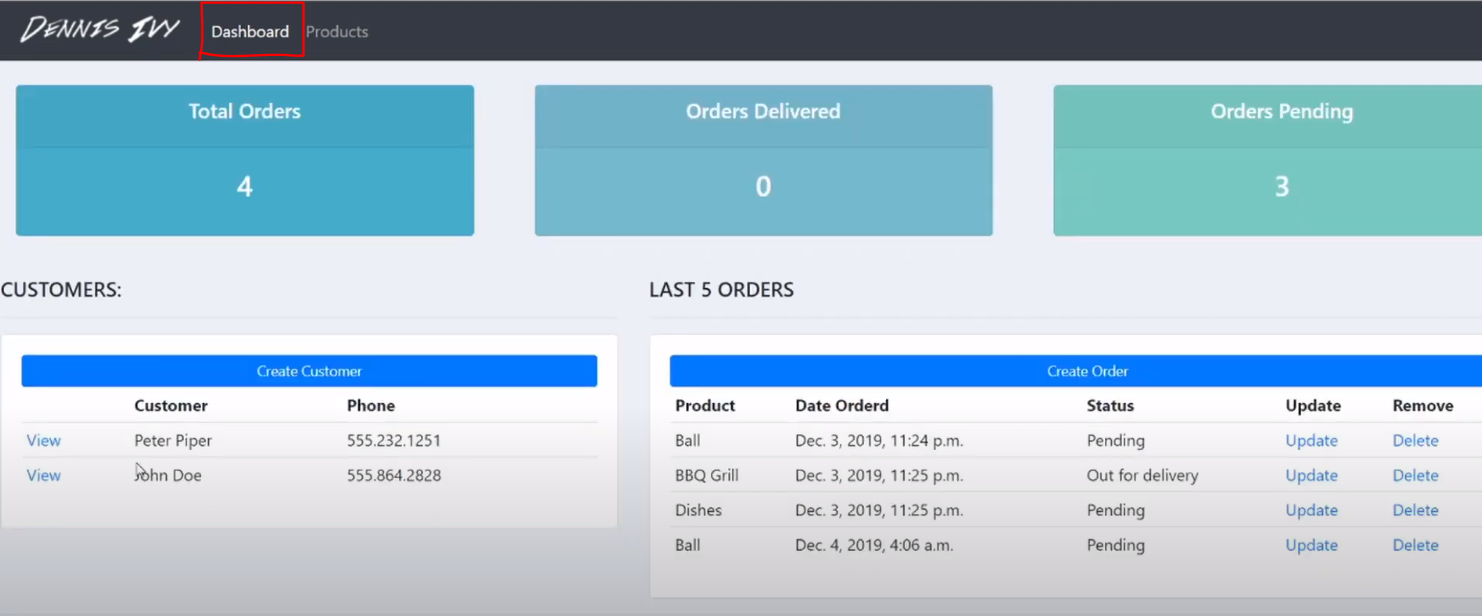 DENNIS IVY Dashboard Products
Total Orders
4
Orders Delivered
0
Orders Pending
3
CUSTOMERS:
Create Customer
Customer Phone
View Peter Piper 555.232.1251
View John Doe 555.864.2828
LAST 5 ORDERS
Create Order
Product Date Orderd Status Update Remove
Ball Dec. 3, 2019, 11:24 p.m. Pending Update Delete
BBQ Grill Dec. 3, 2019, 11:25 p.m. Out for delivery Update Delete
Dishes Dec. 3, 2019, 11:25 p.m. Pending Update Delete
Ball Dec. 4, 2019, 4:06 a.m. Pending Update Delete